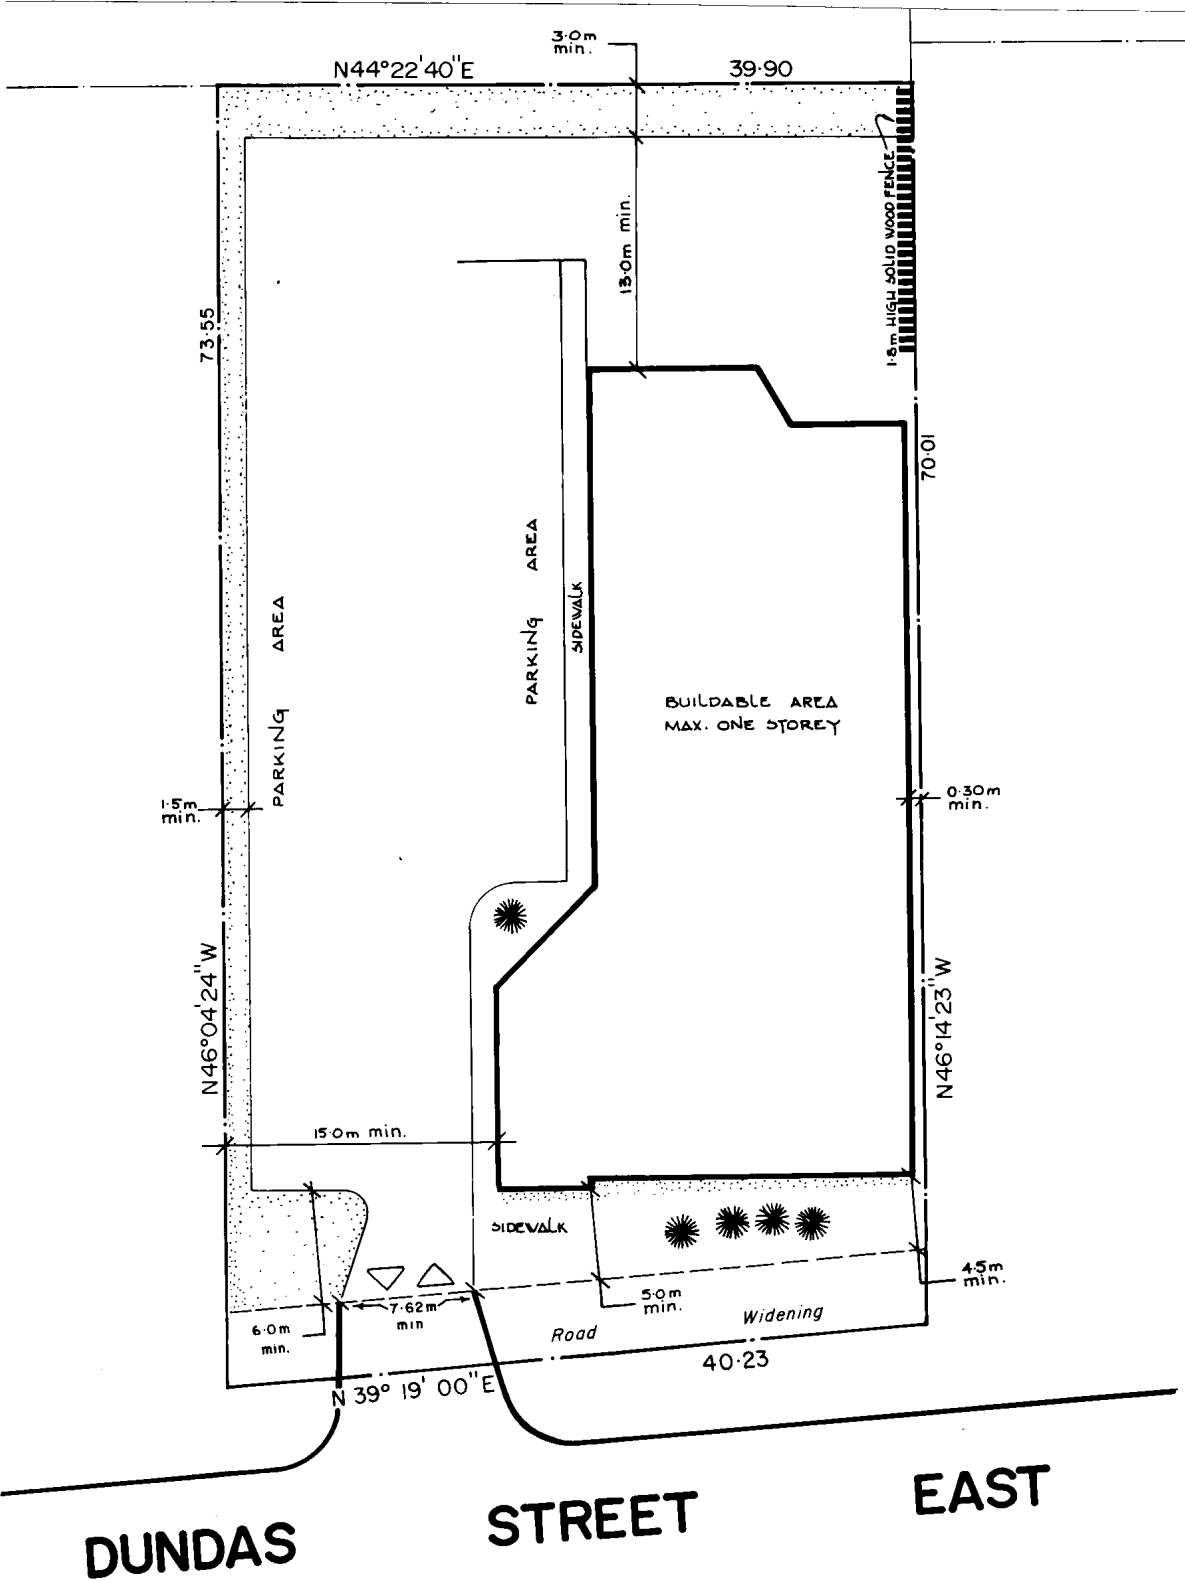 3·0m
min.
N44°22'40"E
39·90
1·8m HIGH SOLID WOOD FENCE
13·0m min.
73·55
70·01
PARKING AREA
PARKING AREA
SIDEWALK
BUILDABLE AREA
MAX. ONE STOREY
1·5m
min.
0·30m
min.
N46°04'24"W
N46°14'23"W
15·0m min.
SIDEWALK
4·5m
min.
5·0m
min.
7·62m
min
6·0m
min.
Road Widening
40·23
N 39° 19' 00"E
DUNDAS STREET EAST